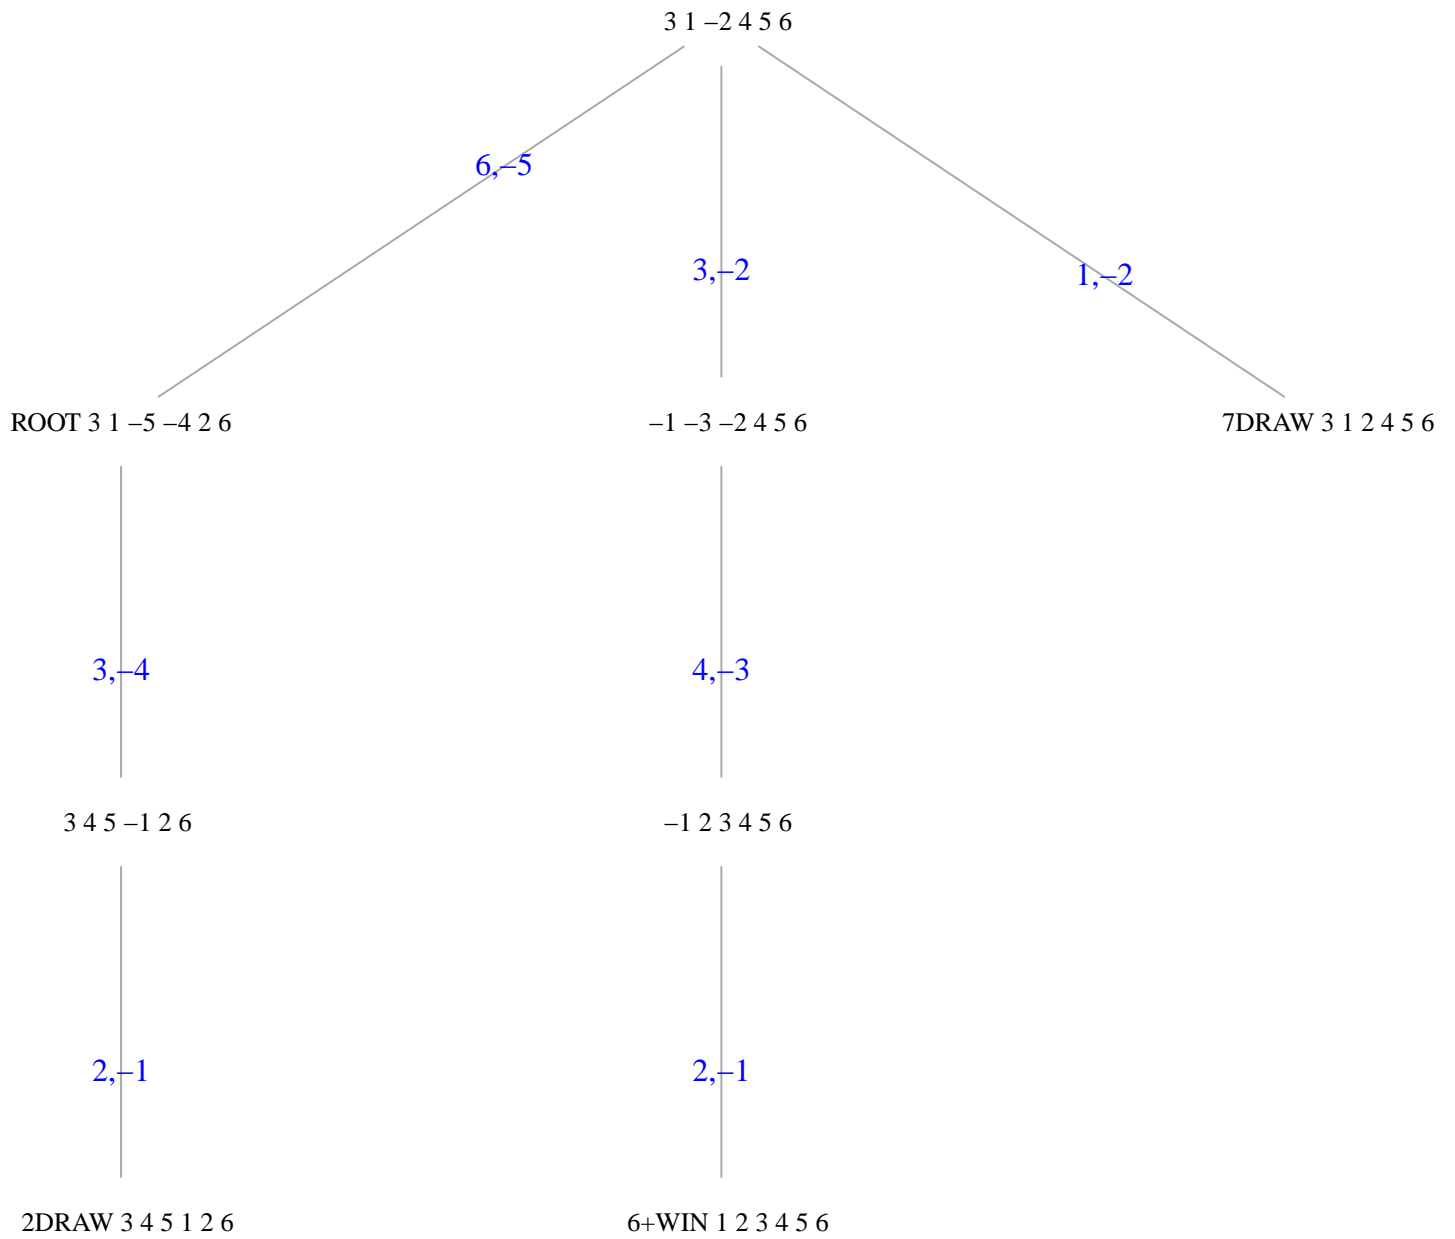 3 1 –2 4 5 6
6,–5
3,–2
1,–2
ROOT 3 1 –5 –4 2 6
–1 –3 –2 4 5 6
7DRAW 3 1 2 4 5 6
3,–4
4,–3
3 4 5 –1 2 6
–1 2 3 4 5 6
2,–1
2,–1
2DRAW 3 4 5 1 2 6
6+WIN 1 2 3 4 5 6